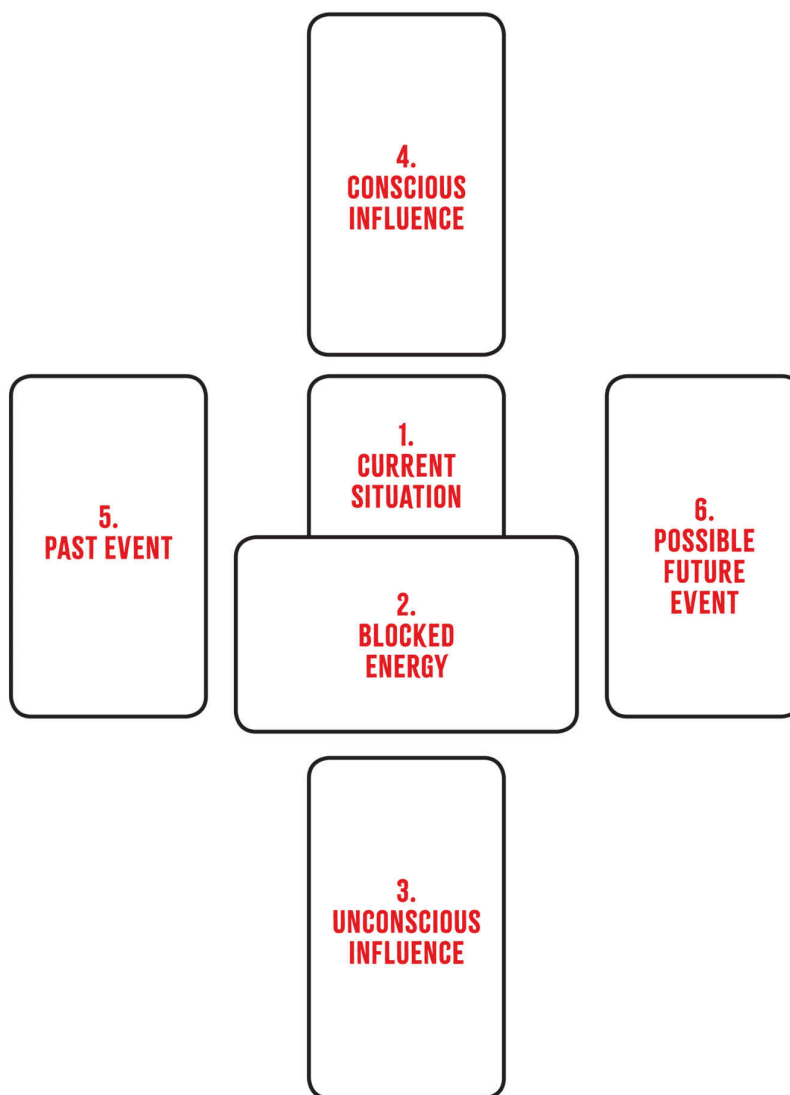 4.
CONSCIOUS
INFLUENCE
1.
CURRENT
SITUATION
5.
PAST EVENT
6.
POSSIBLE
FUTURE
EVENT
2.
BLOCKED
ENERGY
3.
UNCONSCIOUS
INFLUENCE